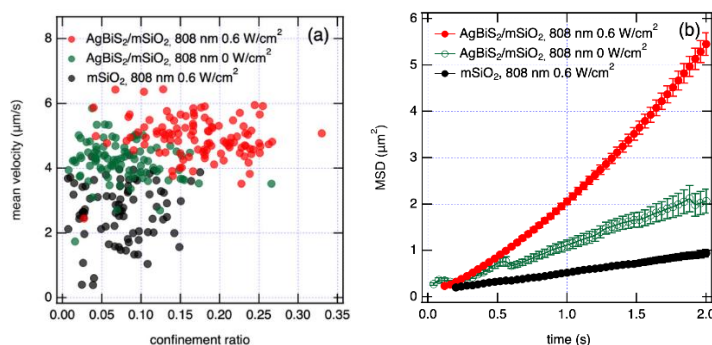 AgBiS2/mSiO2, 808 nm 0.6 W/cm2
AgBiS2/mSiO2, 808 nm 0 W/cm2
mSiO2, 808 nm 0.6 W/cm2
(a)
8
6
4
2
0
mean velocity (µm/s)
0.00 0.05 0.10 0.15 0.20 0.25 0.30 0.35
confinement ratio
AgBiS2/mSiO2, 808 nm 0.6 W/cm2
AgBiS2/mSiO2, 808 nm 0 W/cm2
mSiO2, 808 nm 0.6 W/cm2
(b)
6
5
4
3
2
1
0
MSD (µm2)
0.0 0.5 1.0 1.5 2.0
time (s)